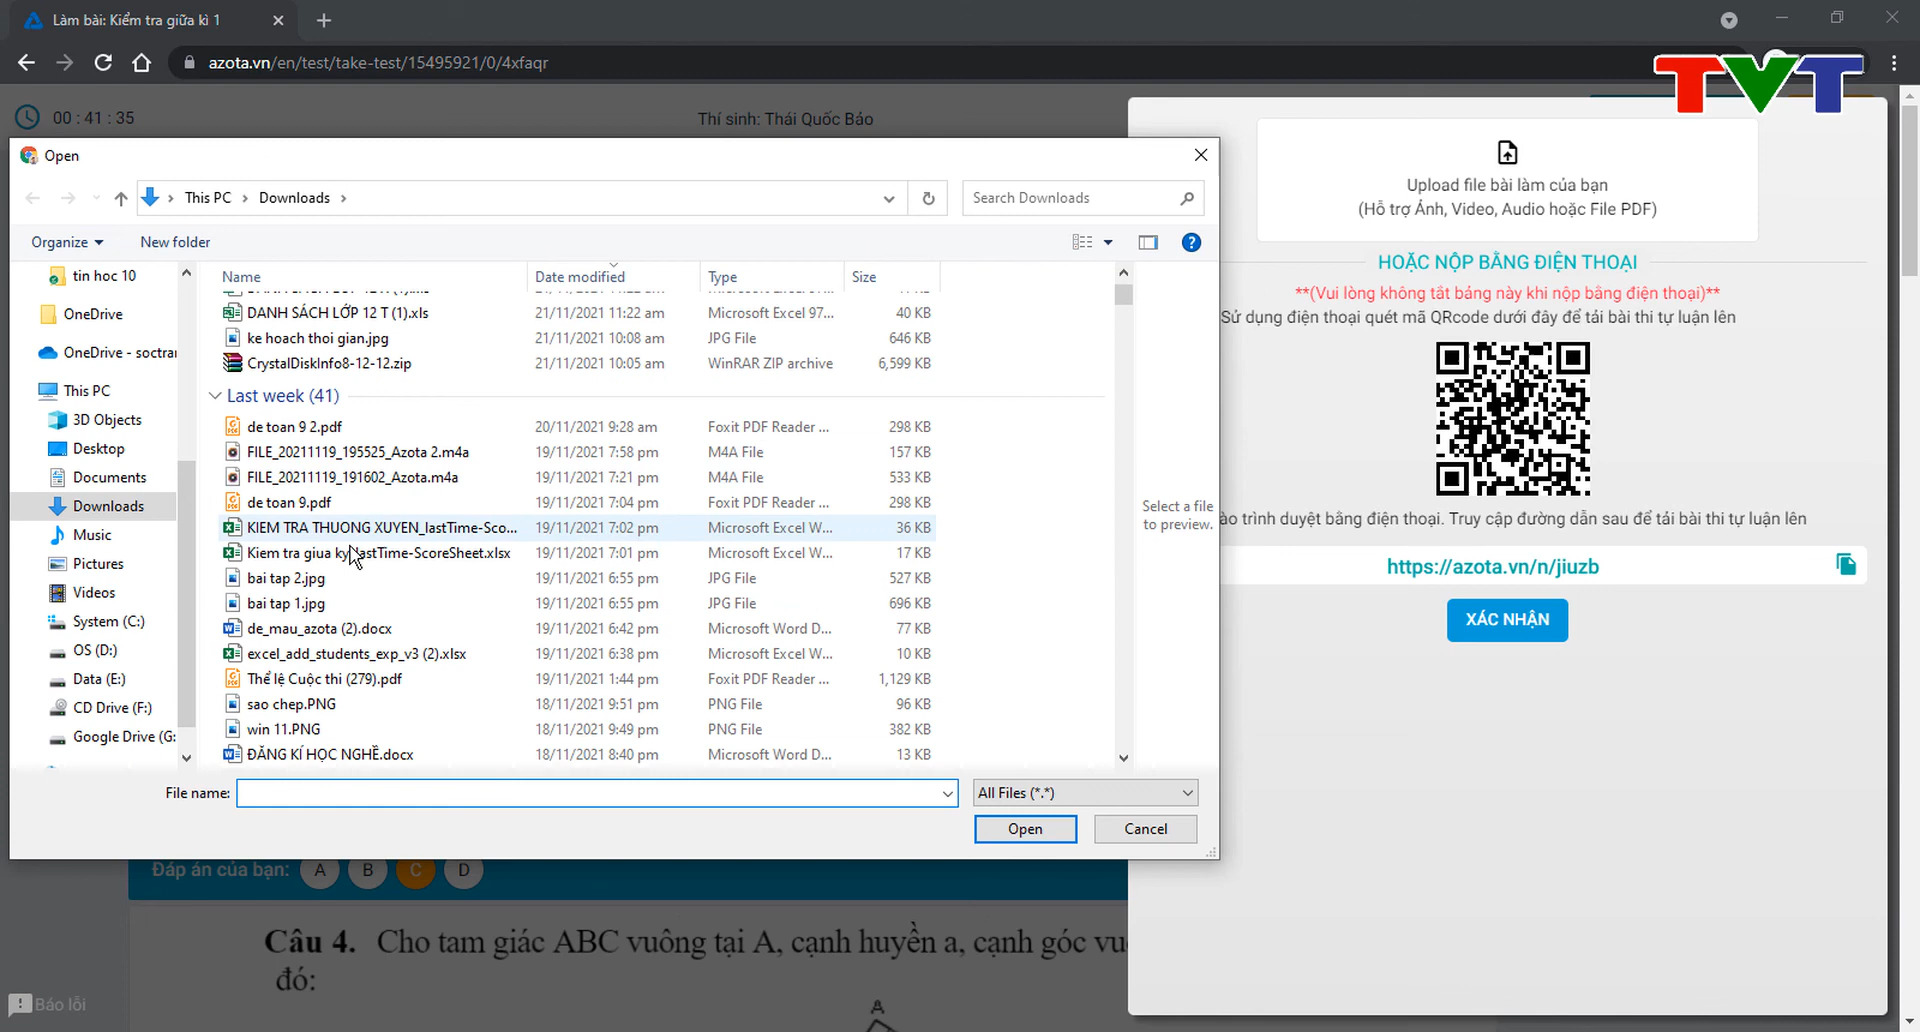 Làm bài: Kiểm tra giữa kì 1
azota.vn/en/test/take-test/15495921/0/4xfaqr
TVT
00 : 41 : 35
Thí sinh: Thái Quốc Bảo
Open
This PC > Downloads >
Search Downloads
Organize
New folder
tin hoc 10
OneDrive
OneDrive - soctran
This PC
3D Objects
Desktop
Documents
Downloads
Music
Pictures
Videos
System (C:)
OS (D:)
Data (E:)
CD Drive (F:)
Google Drive (G:
Name Date modified Type Size
DANH SÁCH LỚP 12 T (1).xls 21/11/2021 11:22 am Microsoft Excel 97... 40 KB
ke hoach thoi gian.jpg 21/11/2021 10:08 am JPG File 646 KB
CrystalDiskInfo8-12-12.zip 21/11/2021 10:05 am WinRAR ZIP archive 6,599 KB
Last week (41)
de toan 9 2.pdf 20/11/2021 9:28 am Foxit PDF Reader ... 298 KB
FILE_20211119_195525_Azota 2.m4a 19/11/2021 7:58 pm M4A File 157 KB
FILE_20211119_191602_Azota.m4a 19/11/2021 7:21 pm M4A File 533 KB
de toan 9.pdf 19/11/2021 7:04 pm Foxit PDF Reader ... 298 KB
KIEM TRA THUONG XUYEN_lastTime-Sco... 19/11/2021 7:02 pm Microsoft Excel W... 36 KB
Kiem tra giua ky_lastTime-ScoreSheet.xlsx 19/11/2021 7:01 pm Microsoft Excel W... 17 KB
bai tap 2.jpg 19/11/2021 6:55 pm JPG File 527 KB
bai tap 1.jpg 19/11/2021 6:55 pm JPG File 696 KB
de_mau_azota (2).docx 19/11/2021 6:42 pm Microsoft Word D... 77 KB
excel_add_students_exp_v3 (2).xlsx 19/11/2021 6:38 pm Microsoft Excel W... 10 KB
Thể lệ Cuộc thi (279).pdf 19/11/2021 1:44 pm Foxit PDF Reader ... 1,129 KB
sao chep.PNG 18/11/2021 9:51 pm PNG File 96 KB
win 11.PNG 18/11/2021 9:49 pm PNG File 382 KB
ĐĂNG KÍ HỌC NGHỀ.docx 18/11/2021 8:40 pm Microsoft Word D... 13 KB
Select a file
to preview.
File name:
All Files (*.*)
Open
Cancel
Upload file bài làm của bạn
(Hỗ trợ Ảnh, Video, Audio hoặc File PDF)
HOẶC NỘP BẰNG ĐIỆN THOẠI
**(Vui lòng không tắt bảng này khi nộp bằng điện thoại)**
Sử dụng điện thoại quét mã QRcode dưới đây để tải bài thi tự luận lên
ào trình duyệt bằng điện thoại. Truy cập đường dẫn sau để tải bài thi tự luận lên
https://azota.vn/n/jiuzb
XÁC NHẬN
Đáp án của bạn: A B C D
Câu 4. Cho tam giác ABC vuông tại A, cạnh huyền a, cạnh góc vu
đó:
A
Báo lỗi